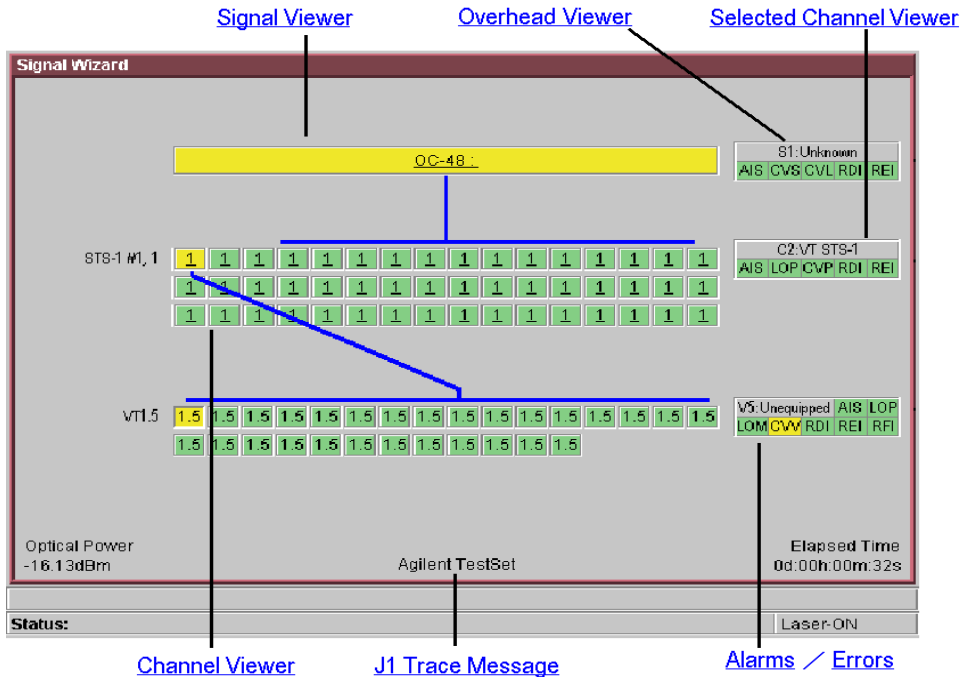 Signal Viewer Overhead Viewer Selected Channel Viewer
Signal Wizard
OC-48 :
S1:Unknown
AIS CVS CVL RDI REI
STS-1 #1, 1 1 1 1 1 1 1 1 1 1 1 1 1 1 1 1 1
C2:VT STS-1
AIS LOP CVP RDI REI
1 1 1 1 1 1 1 1 1 1 1 1 1 1 1 1
1 1 1 1 1 1 1 1 1 1 1 1 1 1 1 1
VT1.5 1.5 1.5 1.5 1.5 1.5 1.5 1.5 1.5 1.5 1.5 1.5 1.5 1.5 1.5 1.5 1.5
V5:Unequipped AIS LOP
LOM CVV RDI REI RFI
1.5 1.5 1.5 1.5 1.5 1.5 1.5 1.5 1.5 1.5 1.5 1.5
Optical Power
-16.13dBm
Agilent TestSet
Elapsed Time
0d:00h:00m:32s
Status: Laser-ON
Channel Viewer J1 Trace Message Alarms / Errors